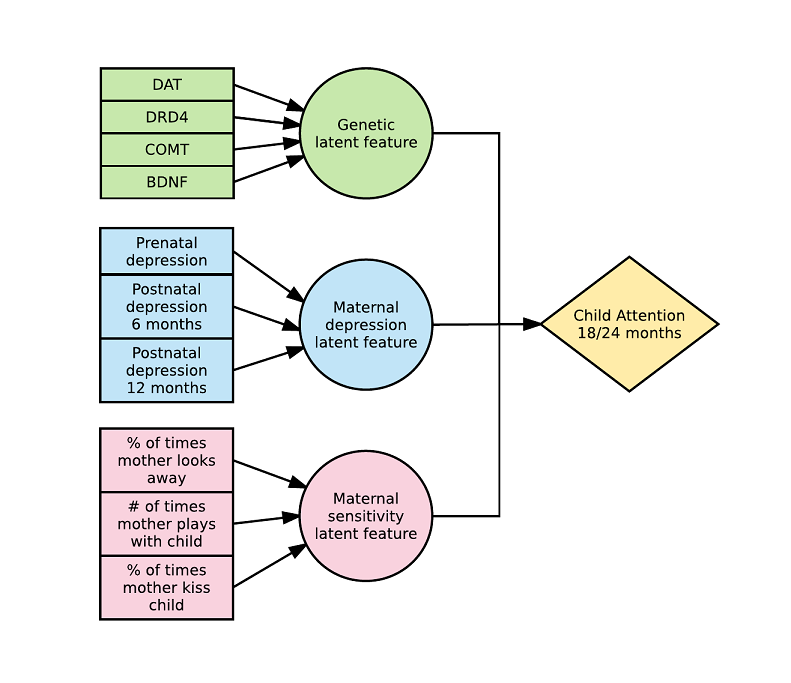 DAT
DRD4
COMT
BDNF
Genetic
latent feature
Prenatal
depression
Postnatal
depression
6 months
Postnatal
depression
12 months
Maternal
depression
latent feature
Child Attention
18/24 months
% of times
mother looks
away
# of times
mother plays
with child
% of times
mother kiss
child
Maternal
sensitivity
latent feature